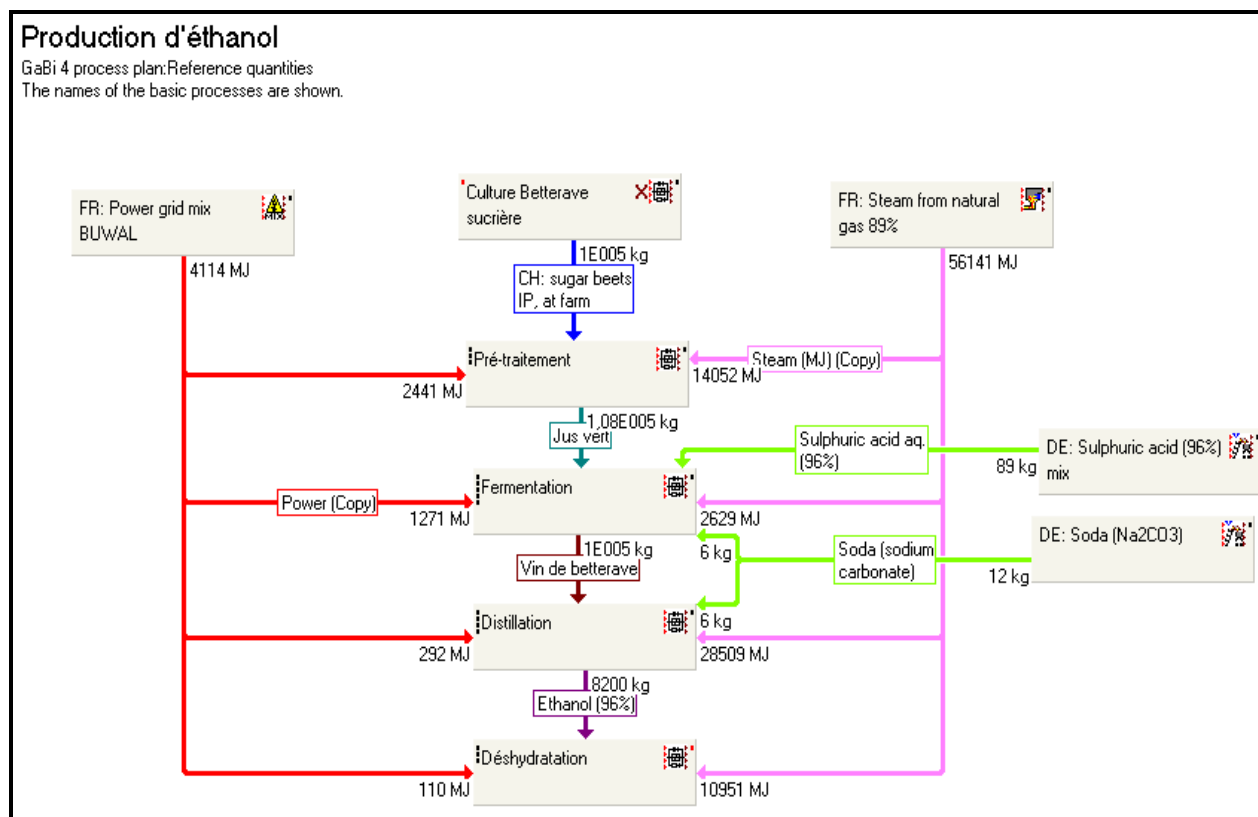 Production d'éthanol
GaBi 4 process plan:Reference quantities
The names of the basic processes are shown.
FR: Power grid mix
BUWAL
MIX
Culture Betterave
sucrière
FR: Steam from natural
gas 89%
4114 MJ
1E005 kg
56141 MJ
CH: sugar beets
IP, at farm
Pré-traitement
Steam (MJ) (Copy)
2441 MJ
14052 MJ
1,08E005 kg
Jus vert
Sulphuric acid aq.
(96%)
DE: Sulphuric acid (96%)
mix
89 kg
Fermentation
Power (Copy)
1271 MJ
2629 MJ
1E005 kg
6 kg
Vin de betterave
Soda (sodium
carbonate)
DE: Soda (Na2CO3)
12 kg
Distillation
6 kg
292 MJ
28509 MJ
8200 kg
Ethanol (96%)
Déshydratation
110 MJ
10951 MJ